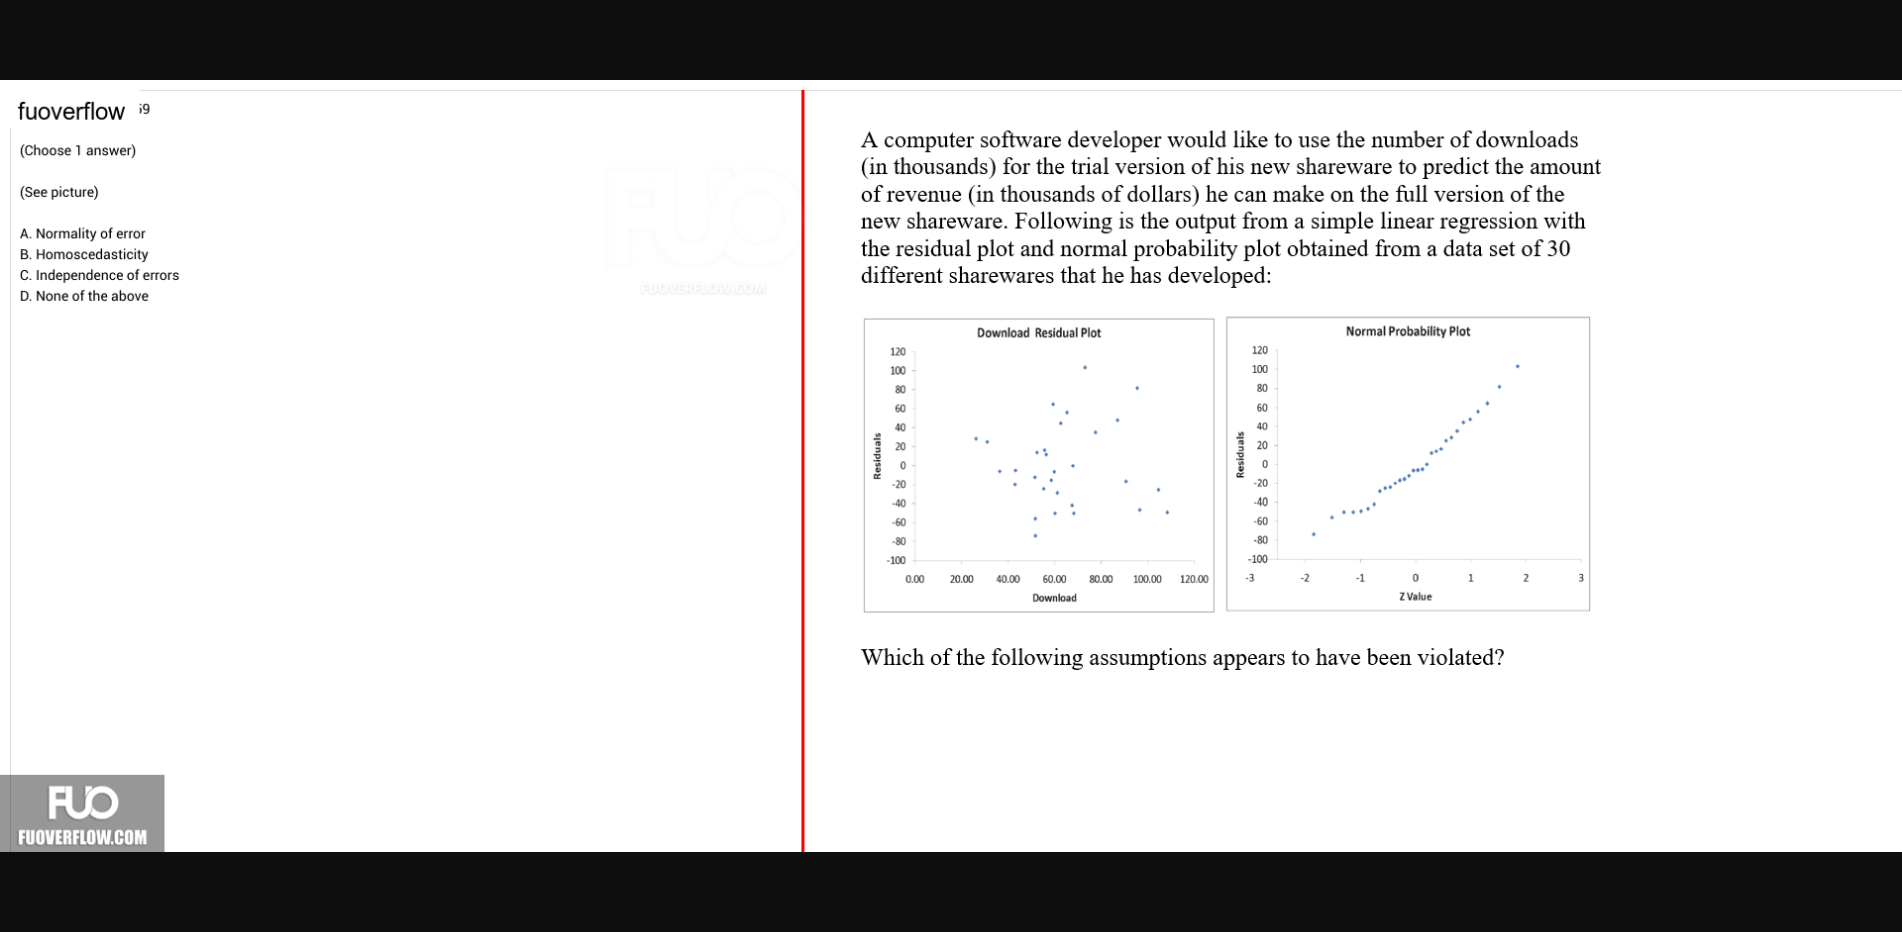 fuoverflow 59
(Choose 1 answer)
(See picture)
A. Normality of error
B. Homoscedasticity
C. Independence of errors
D. None of the above
FUO
FUOVERFLOW.COM
A computer software developer would like to use the number of downloads
(in thousands) for the trial version of his new shareware to predict the amount
of revenue (in thousands of dollars) he can make on the full version of the
new shareware. Following is the output from a simple linear regression with
the residual plot and normal probability plot obtained from a data set of 30
different sharewares that he has developed:
Download Residual Plot
120
100
80
60
40
20
0
-20
-40
-60
-80
-100
Residuals
0.00 20.00 40.00 60.00 80.00 100.00 120.00
Download
Normal Probability Plot
120
100
80
60
40
20
0
-20
-40
-60
-80
-100
Residuals
-3 -2 -1 0 1 2 3
Z Value
Which of the following assumptions appears to have been violated?
FUO
FUOVERFLOW.COM